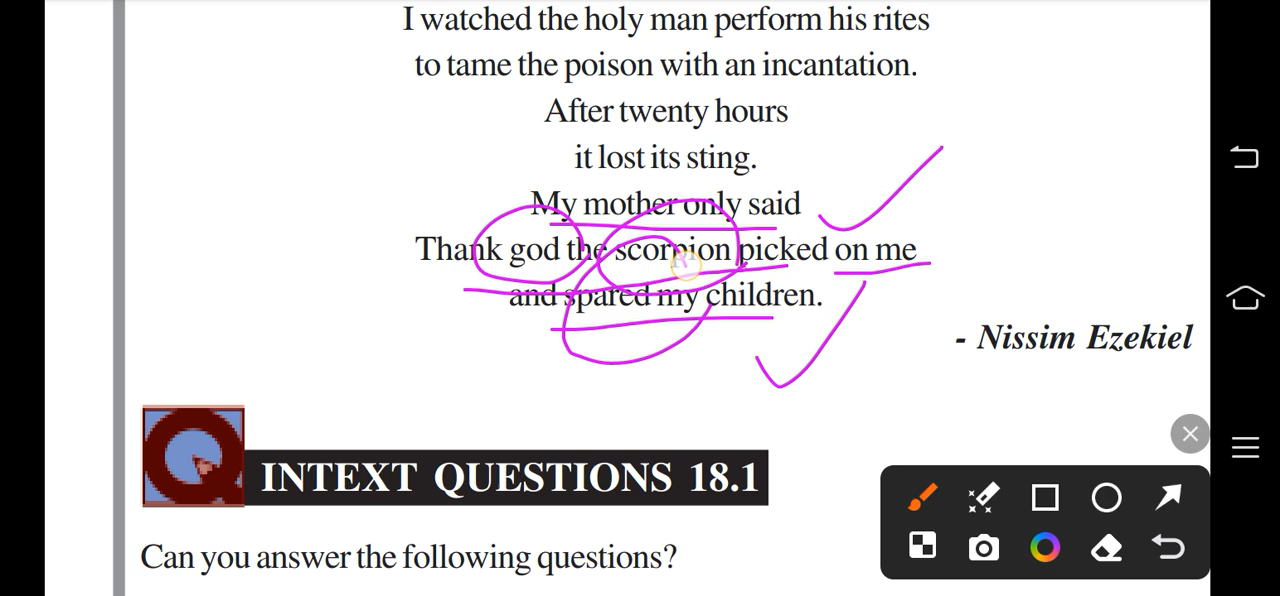 I watched the holy man perform his rites
to tame the poison with an incantation.
After twenty hours
it lost its sting.
My mother only said
Thank god the scorpion picked on me
and spared my children.
- Nissim Ezekiel
INTEXT QUESTIONS 18.1
Can you answer the following questions?